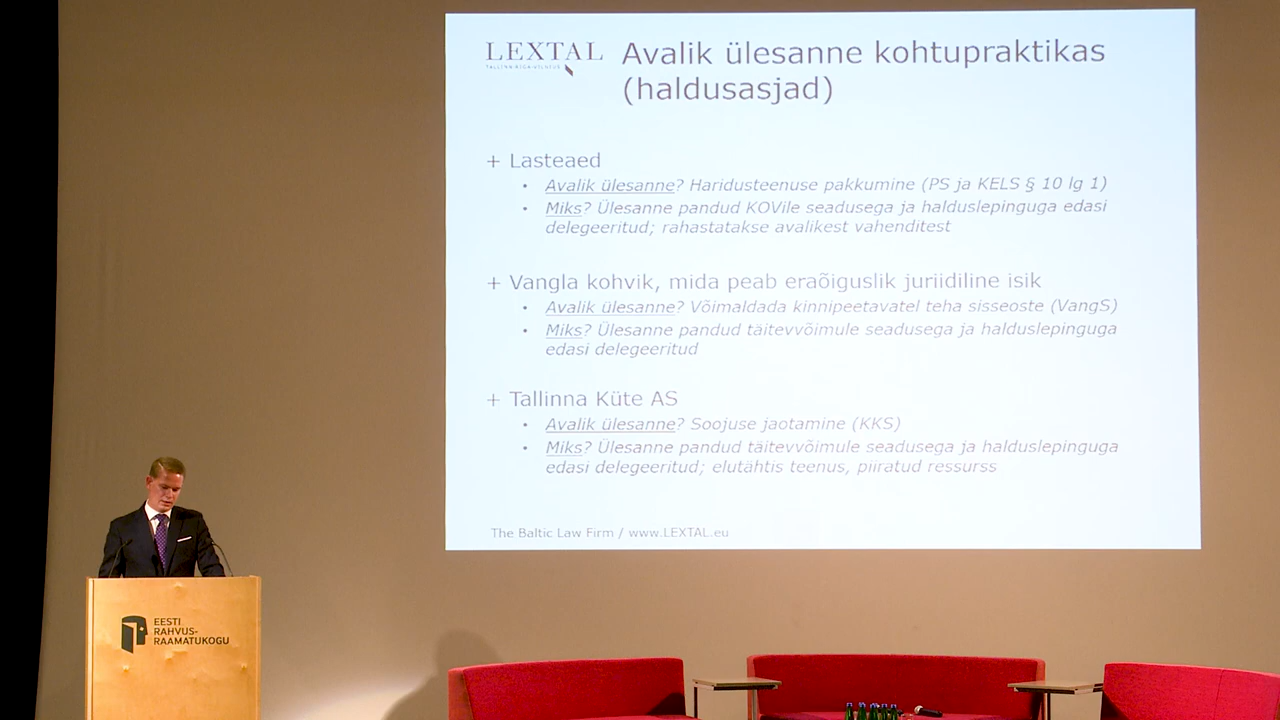 LEXTAL
TALLINN·RIGA·VILNIUS
Avalik ülesanne kohtupraktikas
(haldusasjad)
+ Lasteaed
• Avalik ülesanne? Haridusteenuse pakkumine (PS ja KELS § 10 lg 1)
• Miks? Ülesanne pandud KOVile seadusega ja halduslepinguga edasi
delegeeritud; rahastatakse avalikest vahenditest
+ Vangla kohvik, mida peab eraõiguslik juriidiline isik
• Avalik ülesanne? Võimaldada kinnipeetavatel teha sisseoste (VangS)
• Miks? Ülesanne pandud täitevvõimule seadusega ja halduslepinguga
edasi delegeeritud
+ Tallinna Küte AS
• Avalik ülesanne? Soojuse jaotamine (KKS)
• Miks? Ülesanne pandud täitevvõimule seadusega ja halduslepinguga
edasi delegeeritud; elutähtis teenus, piiratud ressurss
The Baltic Law Firm / www.LEXTAL.eu
EESTI
RAHVUS-
RAAMATUKOGU